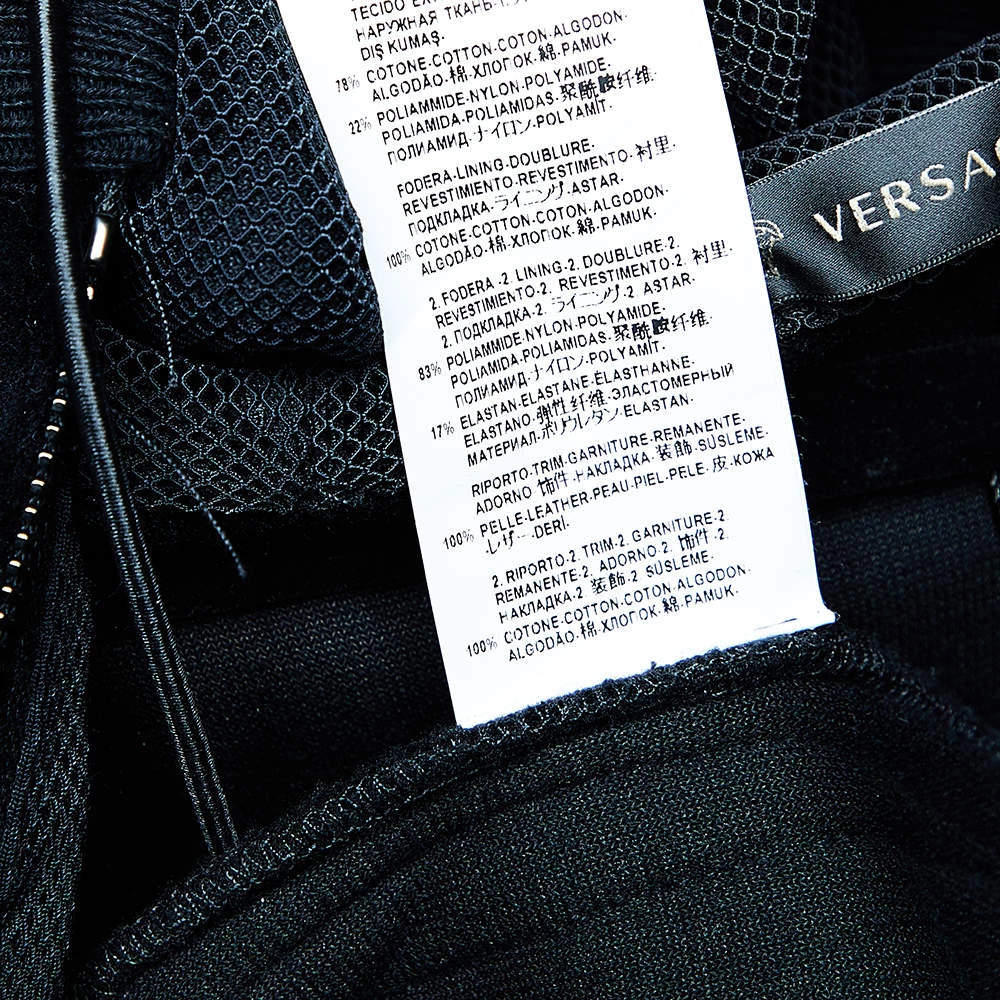 TECIDO
НАРУЖНАЯ ТКАНЬ-1.
DIŞ KUMAŞ.
78% COTONE-COTTON-COTON-ALGODON-
ALGODÃO-棉-ХЛОПОК-綿-PAMUK.
22% POLIAMMIDE-NYLON-POLYAMIDE-
POLIAMIDA-POLIAMIDAS-聚酰胺纤维-
ПОЛИАМИД-ナイロン-POLYAMİT.
FODERA-LINING-DOUBLURE-
REVESTIMIENTO-REVESTIMENTO-衬里-
ПОДКЛАДКА-ライニング-ASTAR.
100% COTONE-COTTON-COTON-ALGODON-
ALGODÃO-棉-ХЛОПОК-綿-PAMUK.
2. FODERA -2. LINING-2. DOUBLURE-2.
REVESTIMIENTO-2. REVESTIMENTO-2. 衬里-
2. ПОДКЛАДКА-2. ライニング-2. ASTAR.
83% POLIAMMIDE-NYLON-POLYAMIDE-
POLIAMIDA-POLIAMIDAS-聚酰胺纤维-
ПОЛИАМИД-ナイロン-POLYAMİT.
17% ELASTAN-ELASTANE-ELASTHANNE-
ELASTANO-弹性纤维-ЭЛАСТОМЕРНЫЙ
МАТЕРИАЛ-ポリウレタン-ELASTAN.
RIPORTO-TRIM-GARNITURE-REMANENTE-
ADORNO-饰件-НАКЛАДКА-装飾-SÜSLEME-
100% PELLE-LEATHER-PEAU-PIEL-PELE-皮-КОЖА
-レザー-DERİ.
2. RIPORTO-2. TRIM-2. GARNITURE-2.
REMANENTE-2. ADORNO-2. 饰件-2.
НАКЛАДКА-2. 装飾-2. SÜSLEME-
100% COTONE-COTTON-COTON-ALGODON-
ALGODÃO-棉-ХЛОПОК-綿-PAMUK.
VERSAC